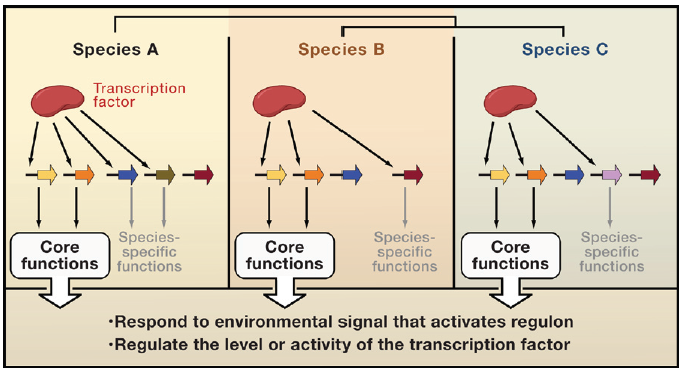 Species A
Species B
Species C
Transcription
factor
Core
functions
Species-
specific
functions
Core
functions
Species-
specific
functions
Core
functions
Species-
specific
functions
•Respond to environmental signal that activates regulon
•Regulate the level or activity of the transcription factor